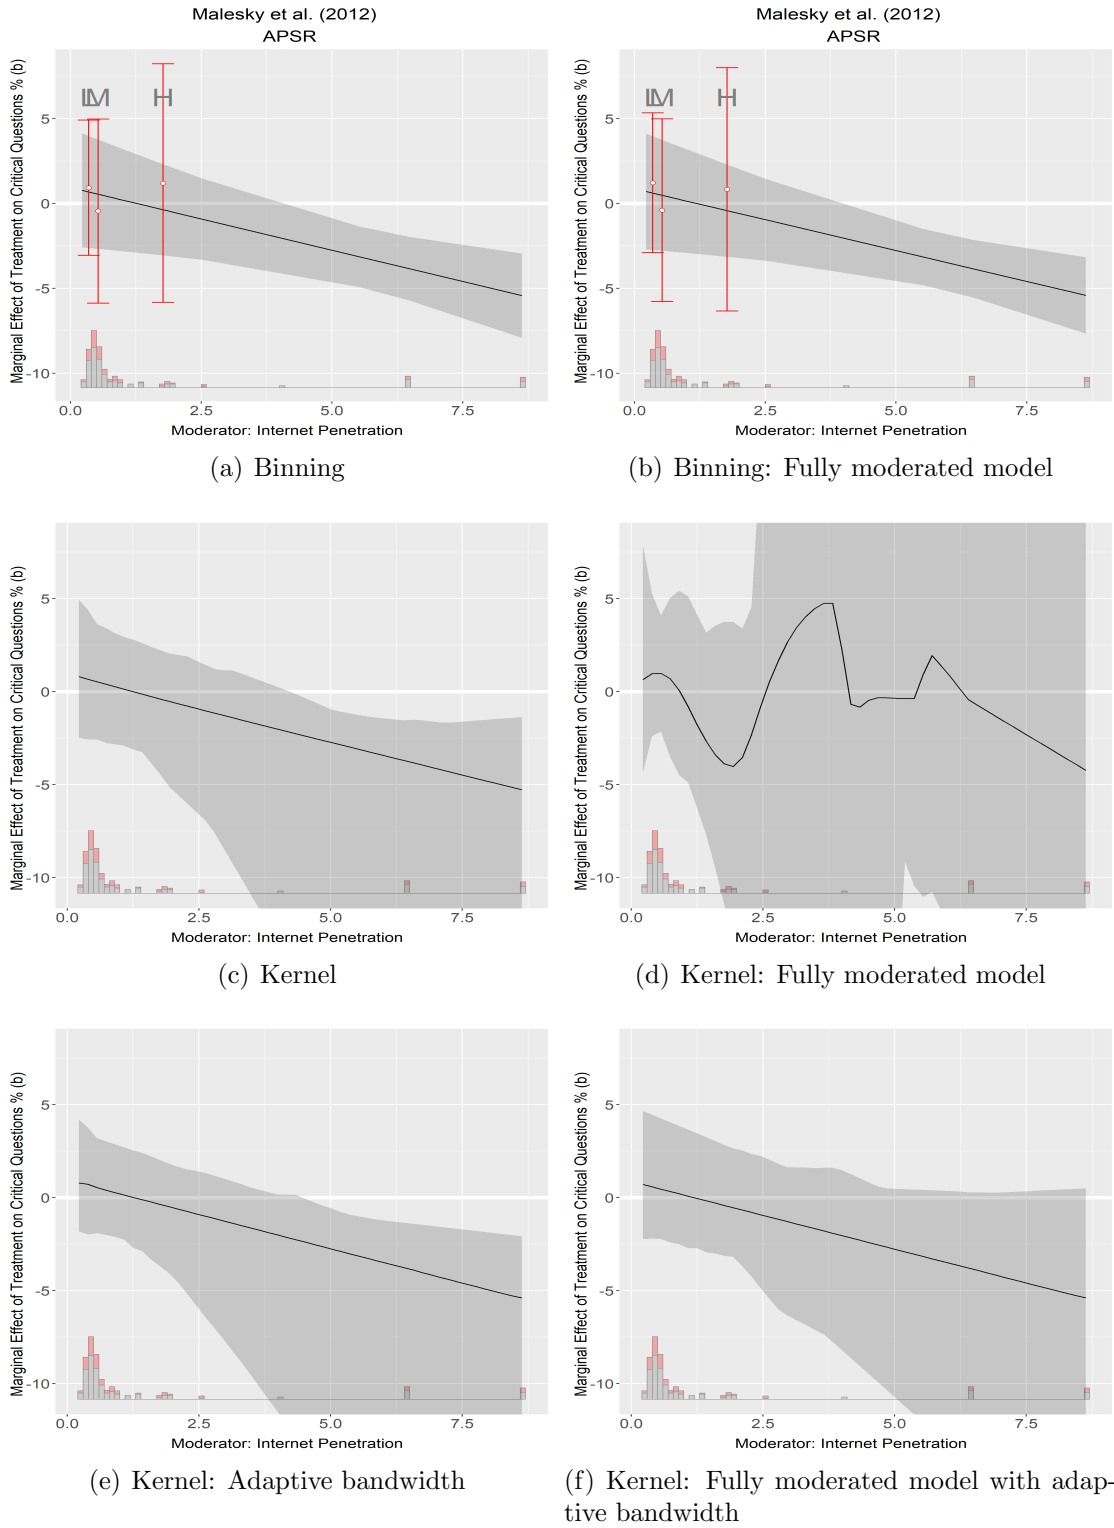 Malesky et al. (2012)
APSR
Marginal Effect of Treatment on Critical Questions % (b)
5
0
-5
-10
L M H
0.0 2.5 5.0 7.5
Moderator: Internet Penetration
(a) Binning
Malesky et al. (2012)
APSR
Marginal Effect of Treatment on Critical Questions % (b)
5
0
-5
-10
L M H
0.0 2.5 5.0 7.5
Moderator: Internet Penetration
(b) Binning: Fully moderated model
Marginal Effect of Treatment on Critical Questions % (b)
5
0
-5
-10
0.0 2.5 5.0 7.5
Moderator: Internet Penetration
(c) Kernel
Marginal Effect of Treatment on Critical Questions % (b)
5
0
-5
-10
0.0 2.5 5.0 7.5
Moderator: Internet Penetration
(d) Kernel: Fully moderated model
Marginal Effect of Treatment on Critical Questions % (b)
5
0
-5
-10
0.0 2.5 5.0 7.5
Moderator: Internet Penetration
(e) Kernel: Adaptive bandwidth
Marginal Effect of Treatment on Critical Questions % (b)
5
0
-5
-10
0.0 2.5 5.0 7.5
Moderator: Internet Penetration
(f) Kernel: Fully moderated model with adap-
tive bandwidth